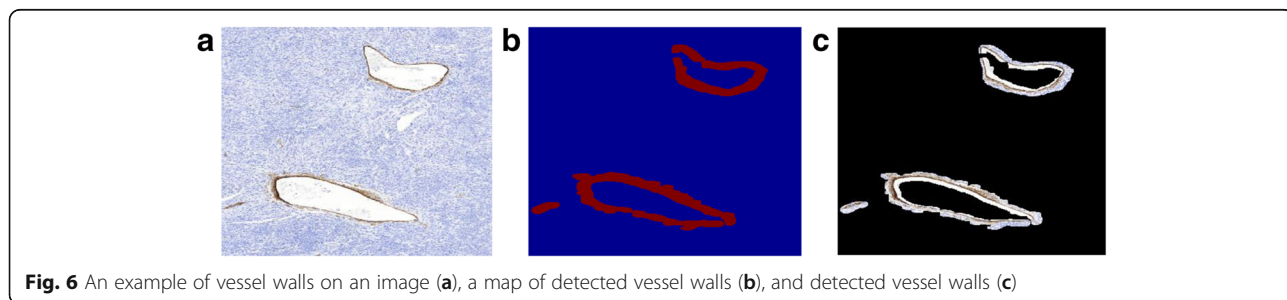 a b c
Fig. 6 An example of vessel walls on an image (a), a map of detected vessel walls (b), and detected vessel walls (c)